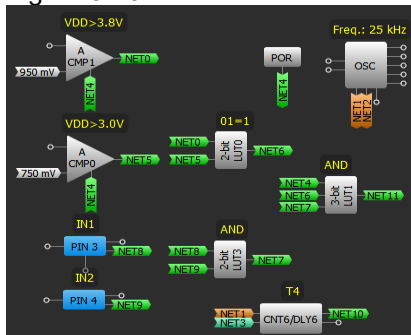 VDD>3.8V
Freq.: 25 kHz
A
CMP1
NET0
950 mV
NET4
POR
NET4
OSC
NET1
NET2
VDD>3.0V
A
CMP0
NET5
750 mV
NET4
01=1
NET0
NET5
2-bit
LUT0
NET6
AND
NET4
NET6
NET7
3-bit
LUT1
NET11
IN1
PIN 3
NET8
IN2
PIN 4
NET9
AND
NET8
NET9
2-bit
LUT3
NET7
T4
NET1
NET3
CNT6/DLY6
NET10